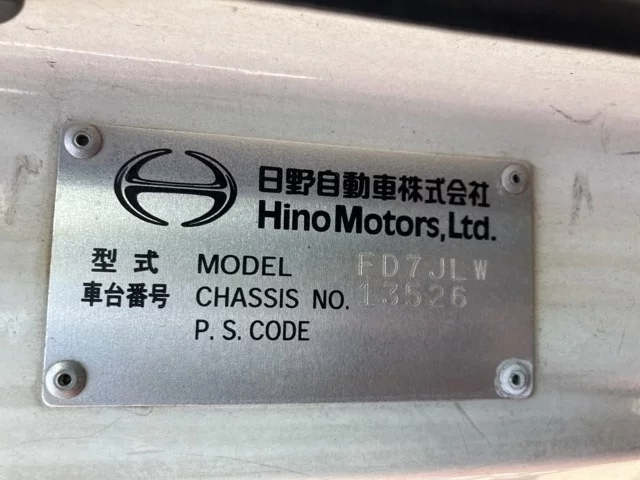 日野自動車株式会社
Hino Motors, Ltd.
型式 MODEL FD7JLW
車台番号 CHASSIS NO. 13526
P. S. CODE